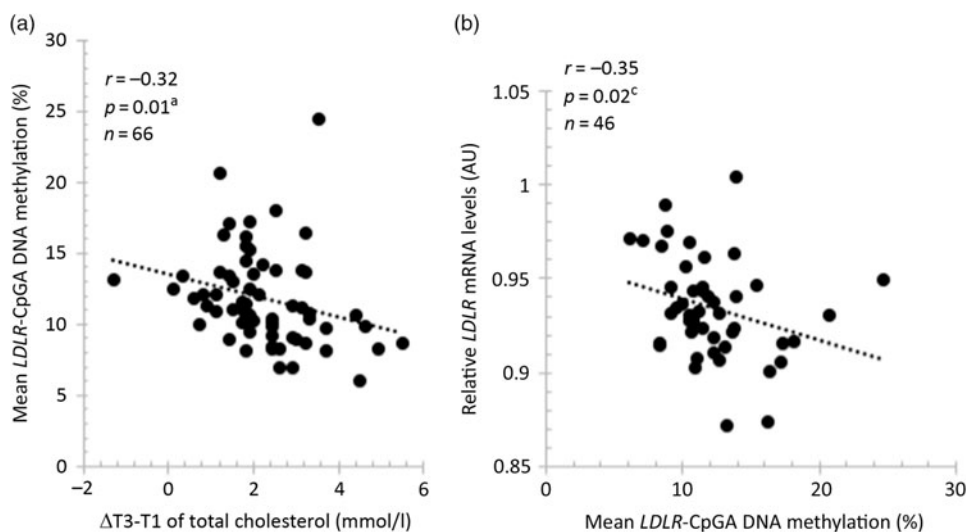 (a)
Mean LDLR-CpGA DNA methylation (%)
30
25
20
15
10
5
0
r = –0.32
p = 0.01a
n = 66
–2
0
2
4
6
ΔT3-T1 of total cholesterol (mmol/l)
(b)
Relative LDLR mRNA levels (AU)
1.05
1
0.95
0.9
0.85
r = –0.35
p = 0.02c
n = 46
0
10
20
30
Mean LDLR-CpGA DNA methylation (%)